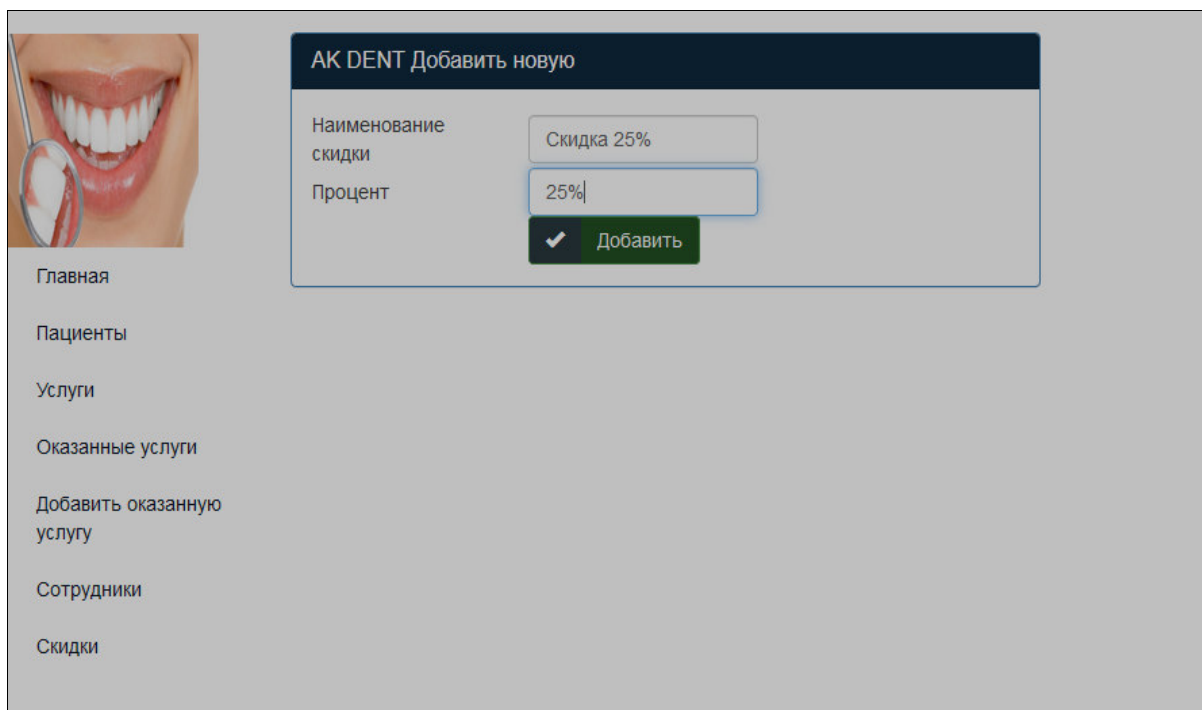 AK DENT Добавить новую
Наименование
скидки
Скидка 25%
Процент
25%
Добавить
Главная
Пациенты
Услуги
Оказанные услуги
Добавить оказанную
услугу
Сотрудники
Скидки